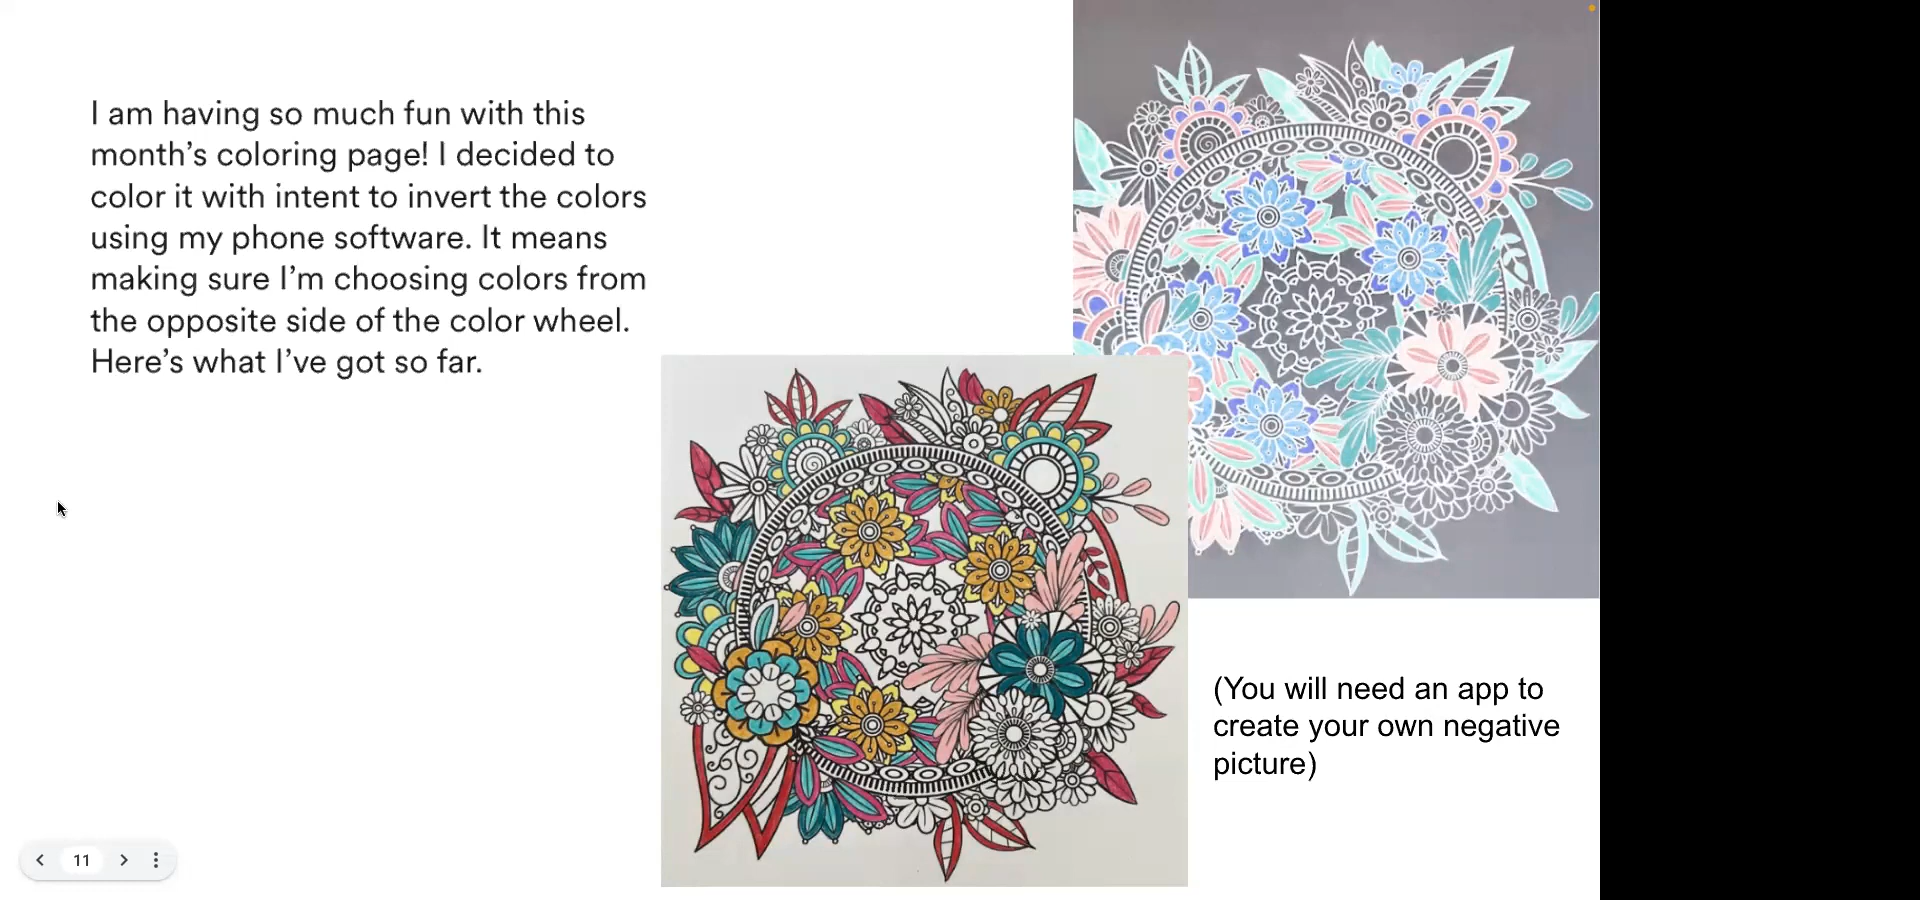 I am having so much fun with this
month’s coloring page! I decided to
color it with intent to invert the colors
using my phone software. It means
making sure I’m choosing colors from
the opposite side of the color wheel.
Here’s what I’ve got so far.
(You will need an app to
create your own negative
picture)
11